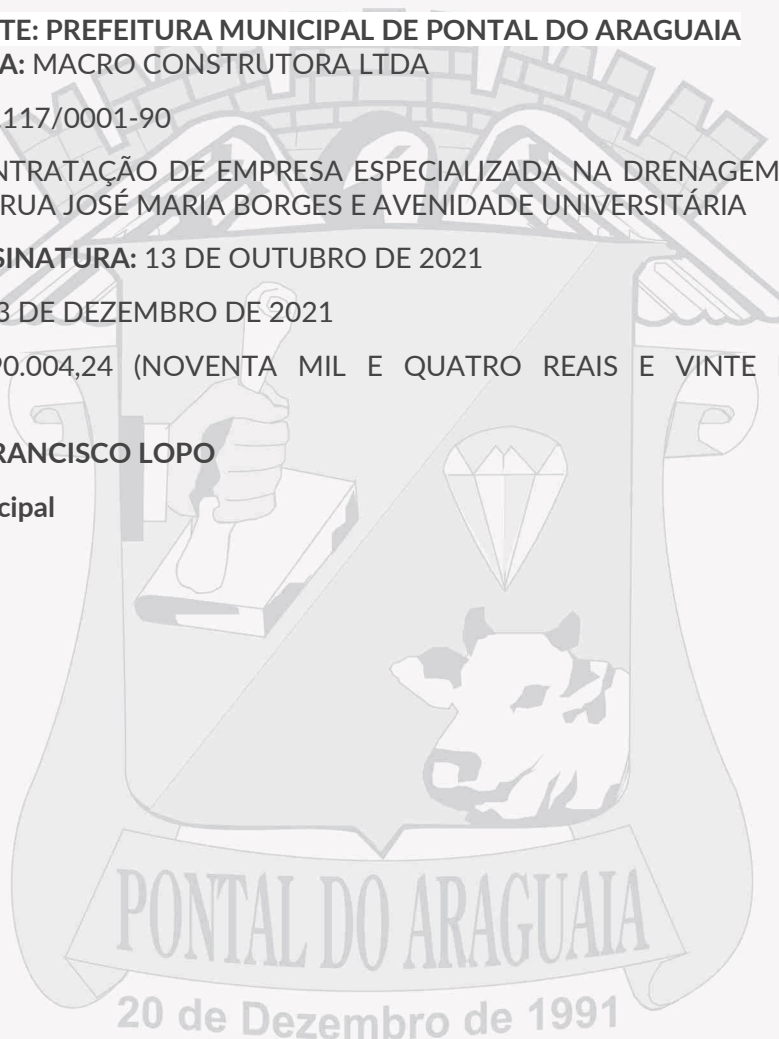 TE: PREFEITURA MUNICIPAL DE PONTAL DO ARAGUAIA
A: MACRO CONSTRUTORA LTDA
.117/0001-90
NTRATAÇÃO DE EMPRESA ESPECIALIZADA NA DRENAGEM
RUA JOSÉ MARIA BORGES E AVENIDADE UNIVERSITÁRIA
SINATURA: 13 DE OUTUBRO DE 2021
3 DE DEZEMBRO DE 2021
90.004,24 (NOVENTA MIL E QUATRO REAIS E VINTE
RANCISCO LOPO
cipal
PONTAL DO ARAGUAIA
20 de Dezembro de 1991